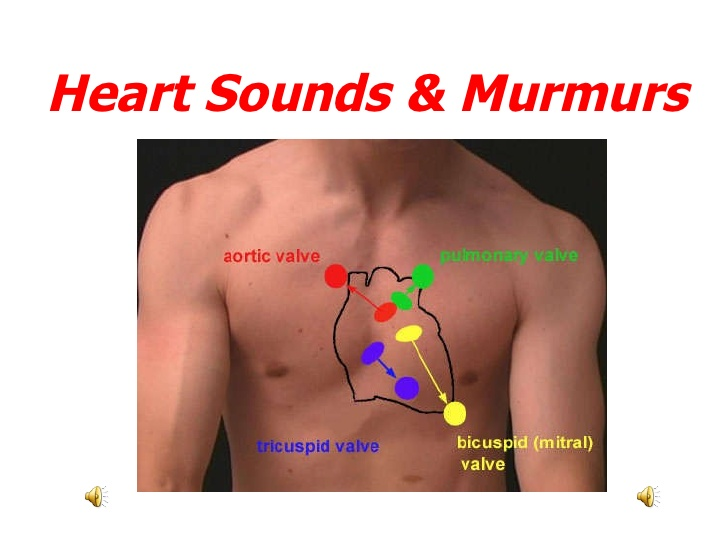 Heart Sounds & Murmurs
aortic valve
pulmonary valve
tricuspid valve
bicuspid (mitral)
valve